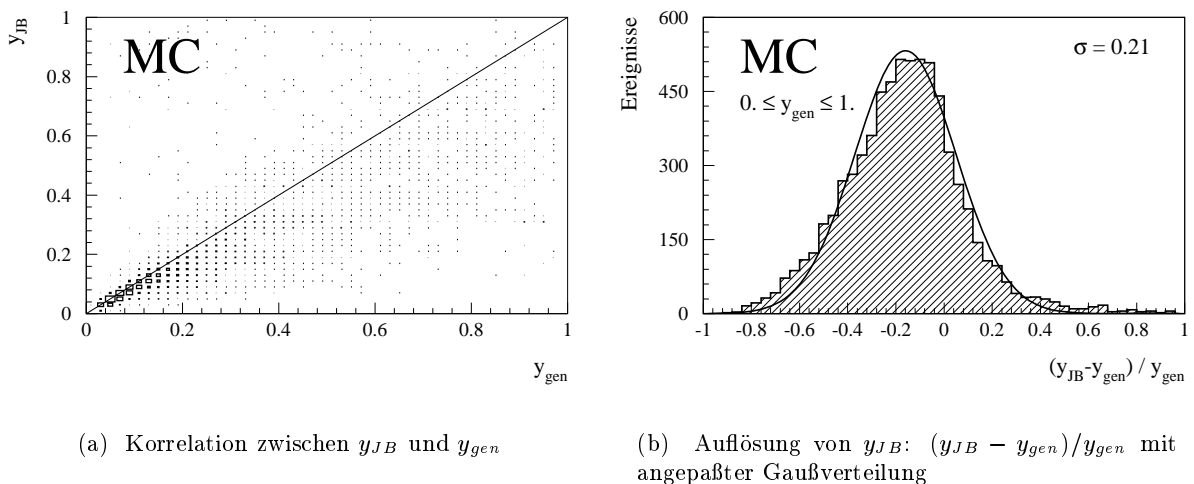 y_JB
1
0.8
0.6
0.4
0.2
0
MC
0 0.2 0.4 0.6 0.8 1
y_gen
Ereignisse
600
450
300
150
0
MC
0. ≤ y_gen ≤ 1.
σ = 0.21
-1 -0.8 -0.6 -0.4 -0.2 0 0.2 0.4 0.6 0.8 1
(y_JB-y_gen) / y_gen
(a) Korrelation zwischen y_JB und y_gen
(b) Auflösung von y_JB: (y_JB − y_gen)/y_gen mit
angepaßter Gaußverteilung